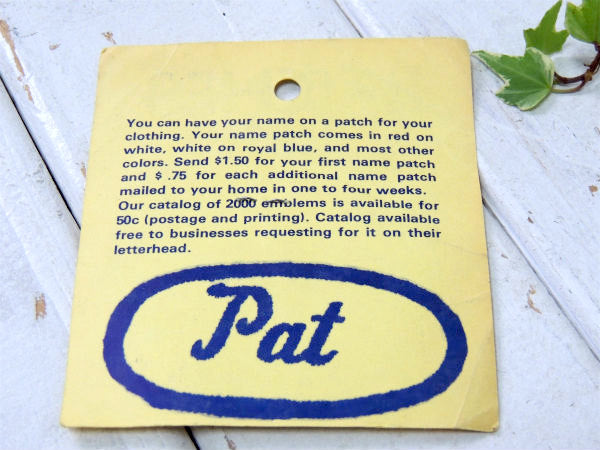 You can have your name on a patch for your
clothing. Your name patch comes in red on
white, white on royal blue, and most other
colors. Send $1.50 for your first name patch
and $ .75 for each additional name patch
mailed to your home in one to four weeks.
Our catalog of 2000 emblems is available for
50c (postage and printing). Catalog available
free to businesses requesting for it on their
letterhead.
Pat